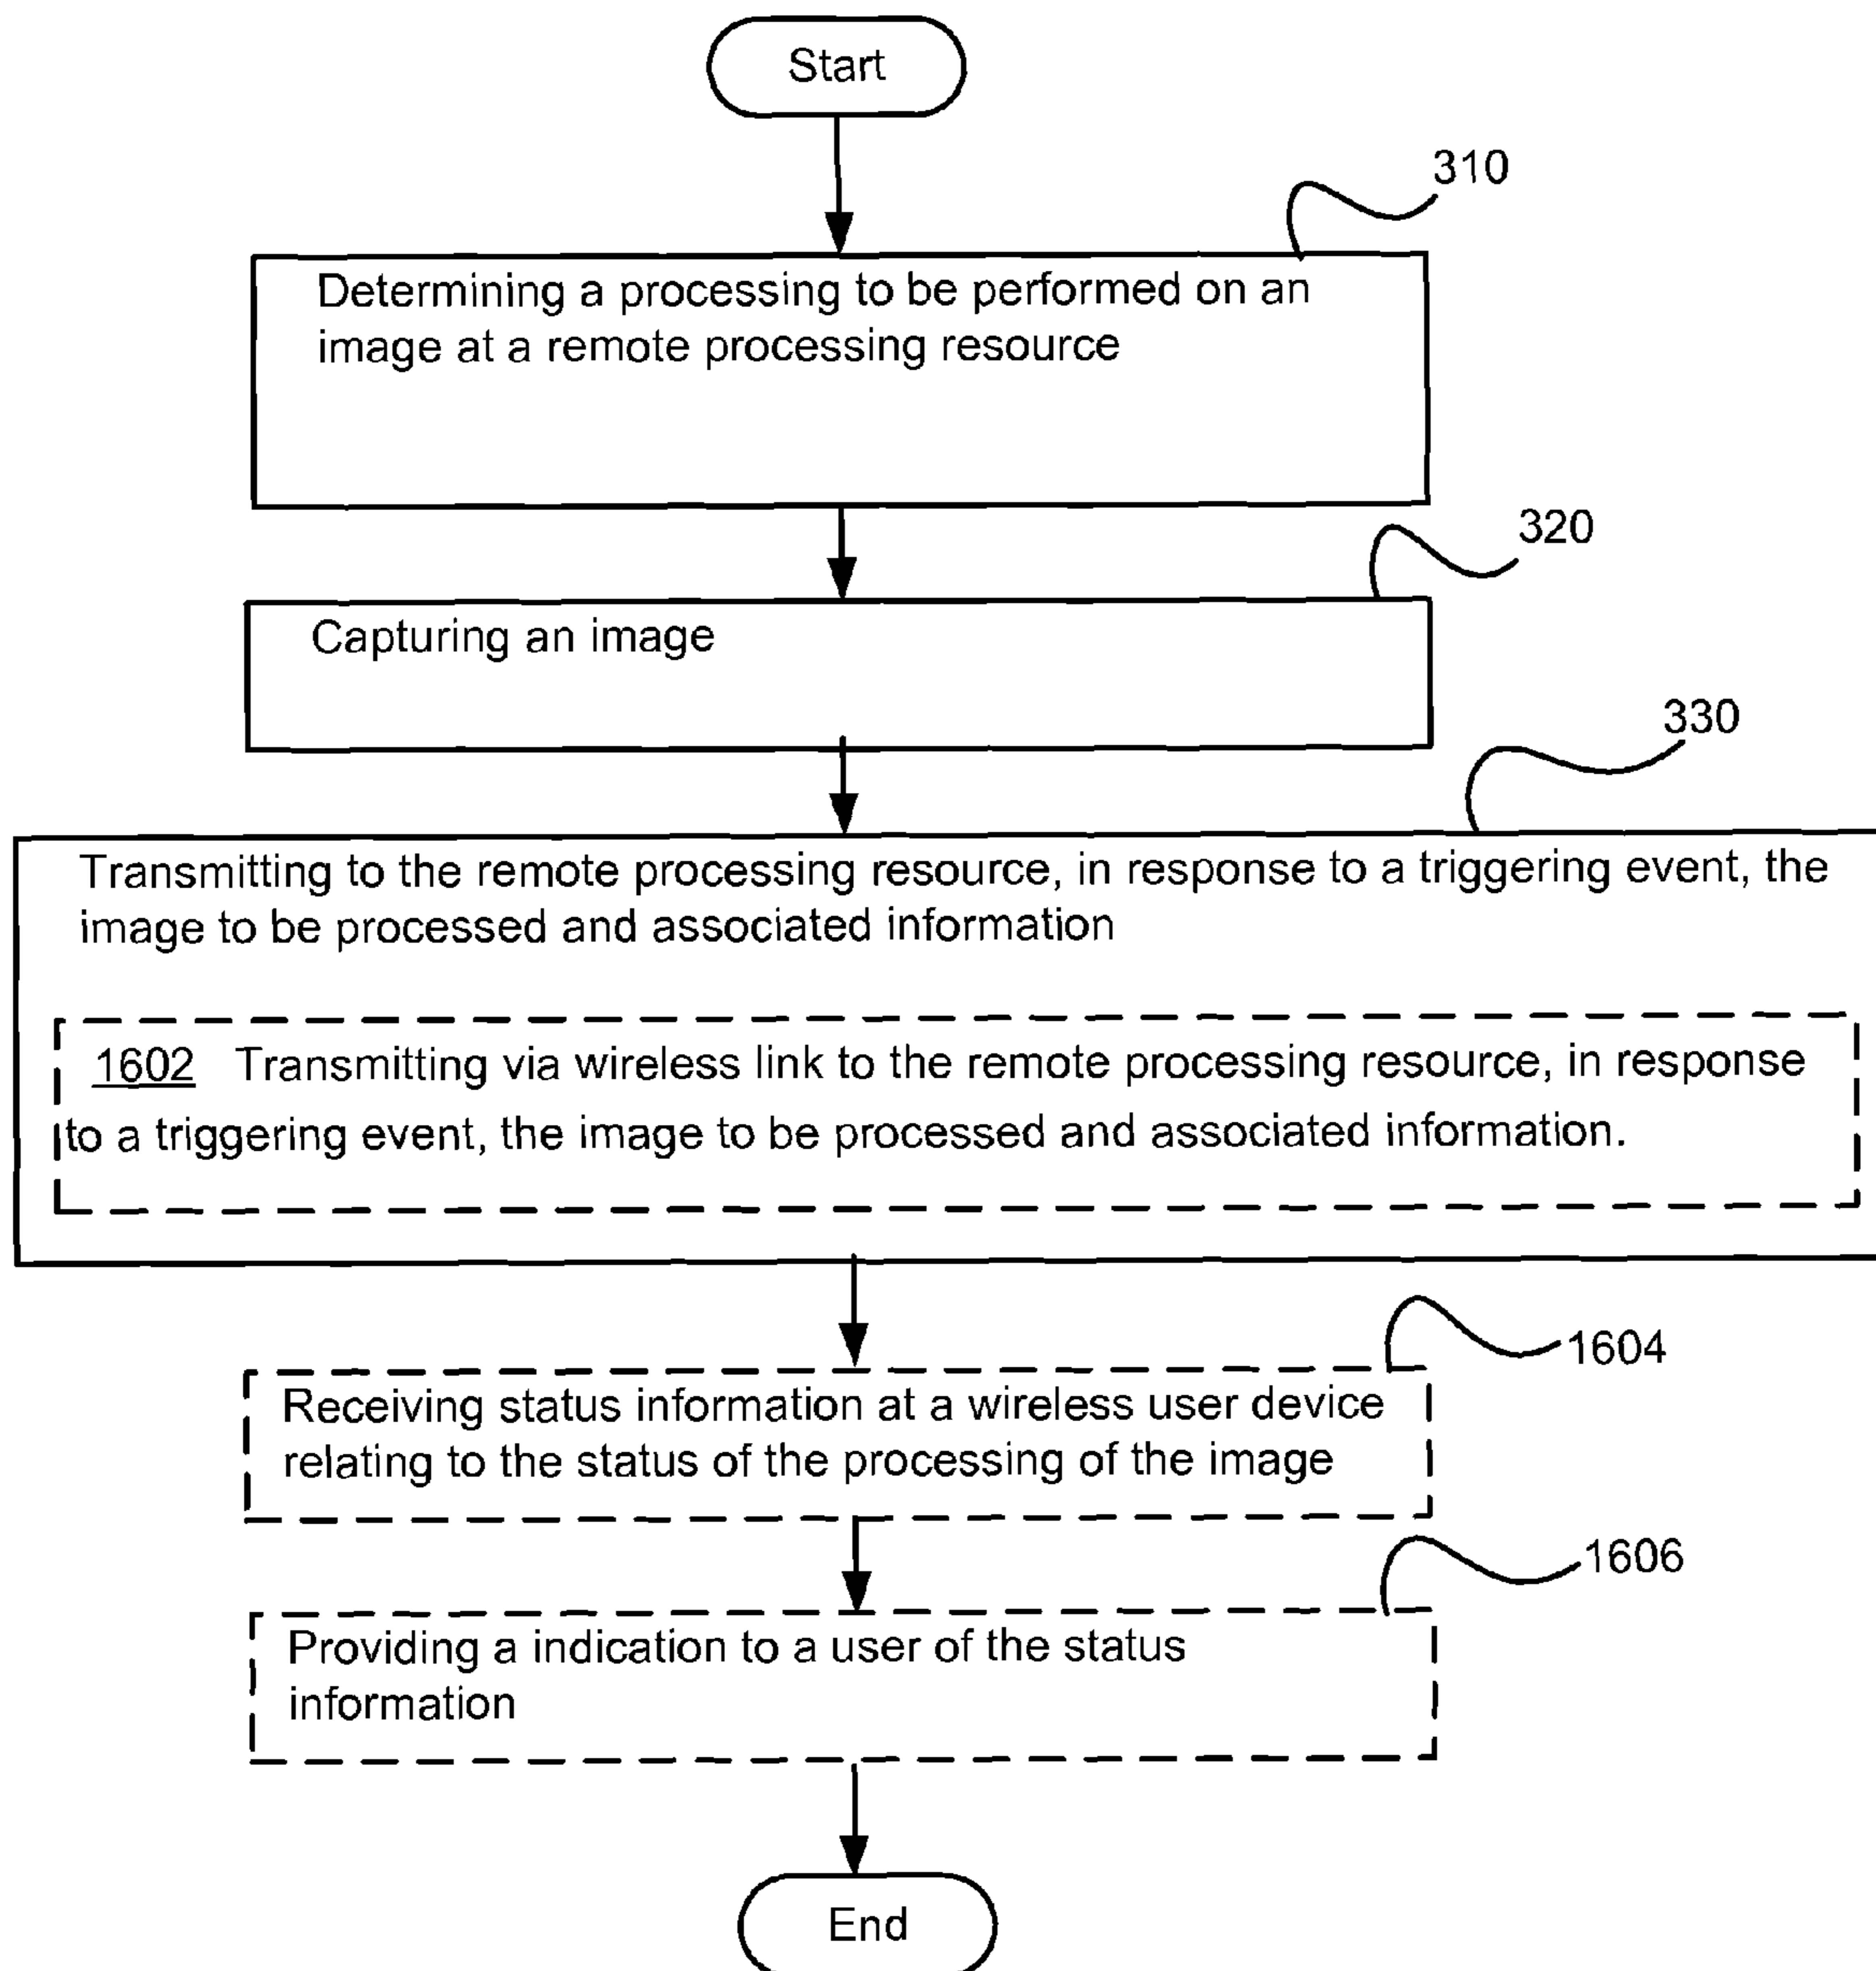 Start
310
Determining a processing to be performed on an
image at a remote processing resource
320
Capturing an image
330
Transmitting to the remote processing resource, in response to a triggering event, the
image to be processed and associated information
1602 Transmitting via wireless link to the remote processing resource, in response
to a triggering event, the image to be processed and associated information.
1604
Receiving status information at a wireless user device
relating to the status of the processing of the image
1606
Providing a indication to a user of the status
information
End